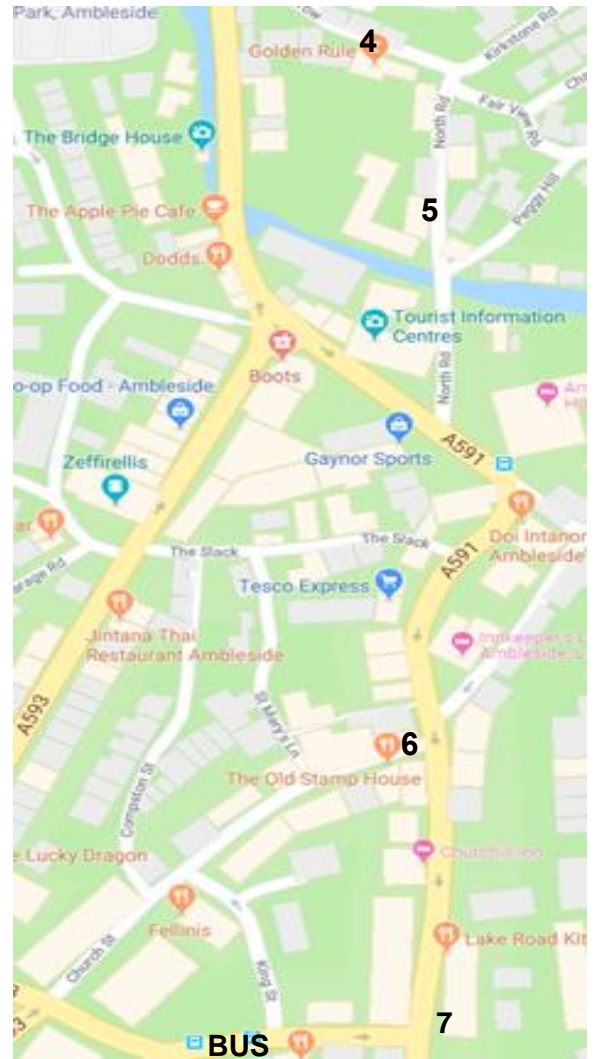 Park, Ambleside
Golden Rule
4
Kirkstone Rd
Fair View Rd
North Rd
The Bridge House
5
Peggy Hill
The Apple Pie Cafe
Dodds
Tourist Information
Centres
Boots
North Rd
o-op Food - Ambleside
A591
Gaynor Sports
Zeffirellis
Doi Intanon
Ambleside
The Slack
The Slack
A591
Tesco Express
Jintana Thai
Restaurant Ambleside
A593
St Mary's Ln
6
The Old Stamp House
Compston St
e Lucky Dragon
Churchill Inn
Fellinis
Lake Road Kit
Church St
King St
7
BUS